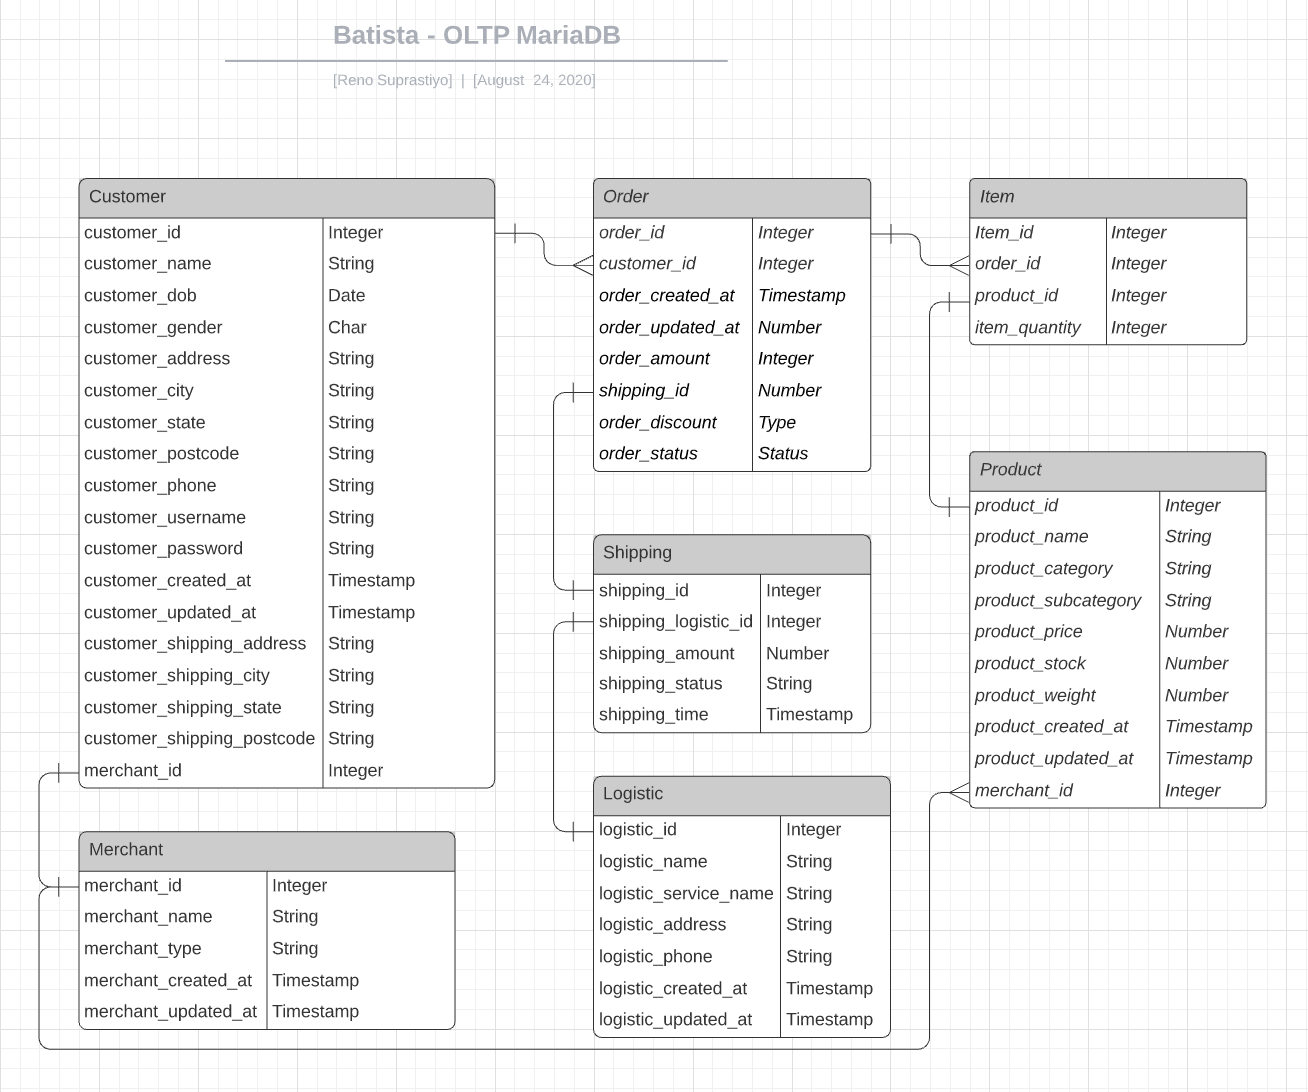 Batista - OLTP MariaDB
[Reno Suprastiyo] | [August 24, 2020]
Customer
customer_id Integer
customer_name String
customer_dob Date
customer_gender Char
customer_address String
customer_city String
customer_state String
customer_postcode String
customer_phone String
customer_username String
customer_password String
customer_created_at Timestamp
customer_updated_at Timestamp
customer_shipping_address String
customer_shipping_city String
customer_shipping_state String
customer_shipping_postcode String
merchant_id Integer
Merchant
merchant_id Integer
merchant_name String
merchant_type String
merchant_created_at Timestamp
merchant_updated_at Timestamp
Order
order_id Integer
customer_id Integer
order_created_at Timestamp
order_updated_at Number
order_amount Integer
shipping_id Number
order_discount Type
order_status Status
Shipping
shipping_id Integer
shipping_logistic_id Integer
shipping_amount Number
shipping_status String
shipping_time Timestamp
Logistic
logistic_id Integer
logistic_name String
logistic_service_name String
logistic_address String
logistic_phone String
logistic_created_at Timestamp
logistic_updated_at Timestamp
Item
Item_id Integer
order_id Integer
product_id Integer
item_quantity Integer
Product
product_id Integer
product_name String
product_category String
product_subcategory String
product_price Number
product_stock Number
product_weight Number
product_created_at Timestamp
product_updated_at Timestamp
merchant_id Integer